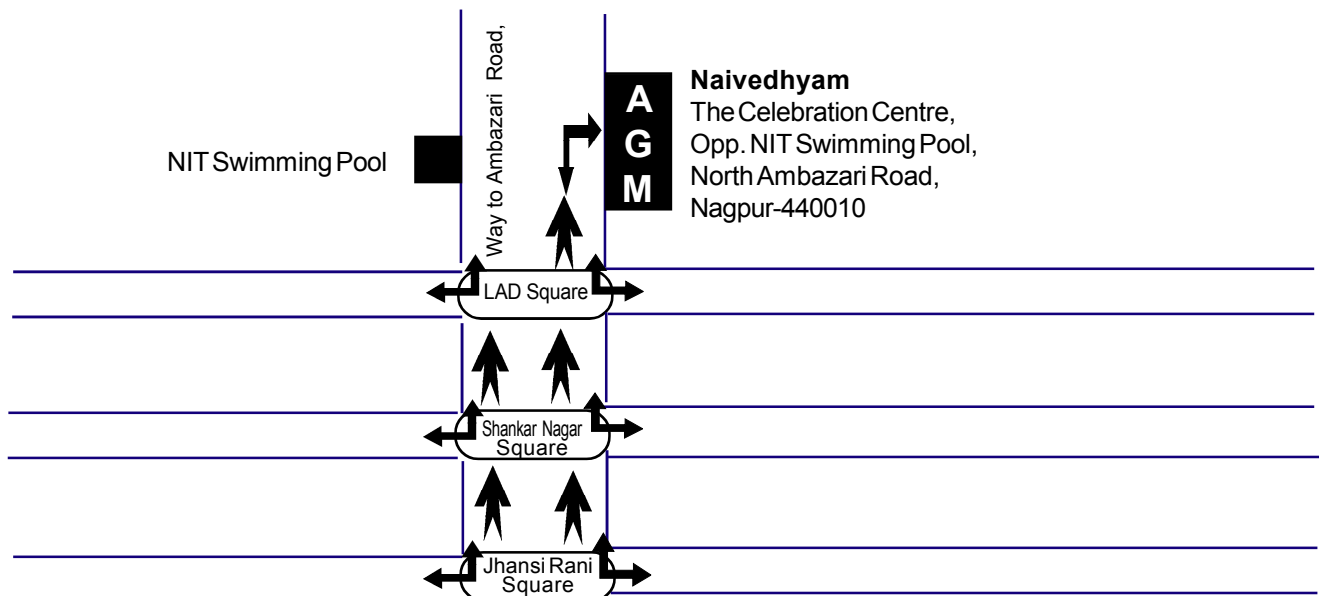 Way to Ambazari Road,
NIT Swimming Pool
A
G
M
Naivedhyam
The Celebration Centre,
Opp. NIT Swimming Pool,
North Ambazari Road,
Nagpur-440010
LAD Square
Shankar Nagar
Square
Jhansi Rani
Square